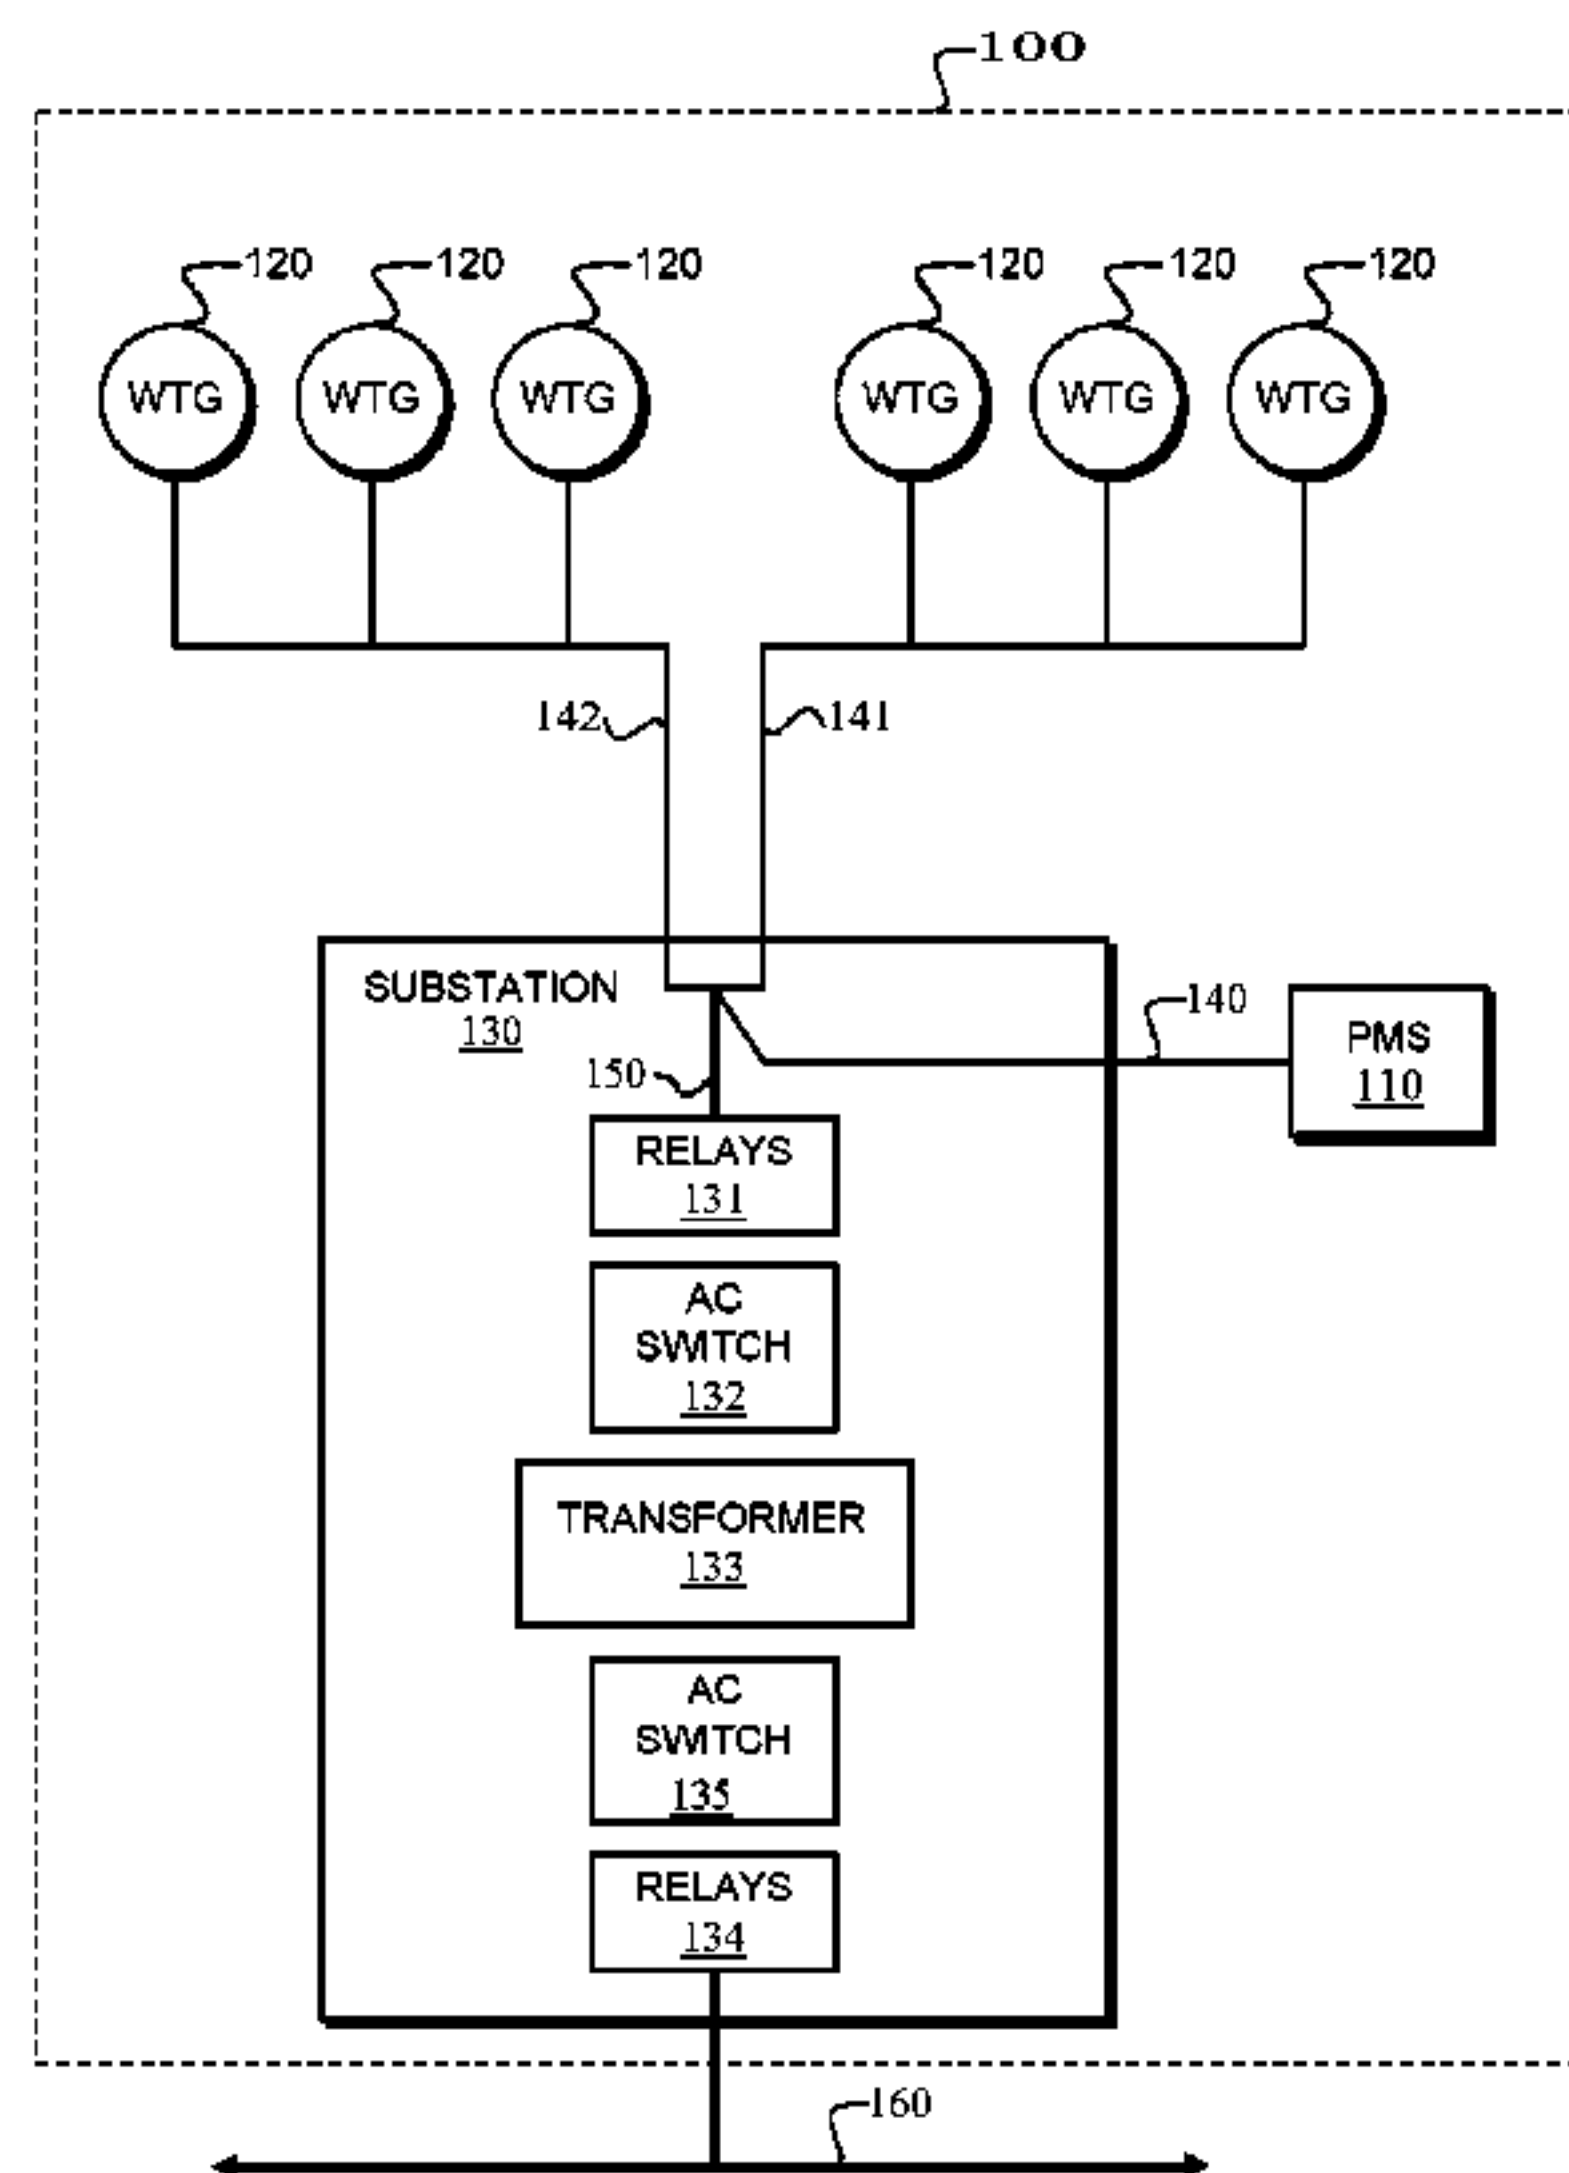 100
120 120 120 120 120 120
WTG WTG WTG WTG WTG WTG
142 141
SUBSTATION
130
140
PMS
110
150
RELAYS
131
AC
SWITCH
132
TRANSFORMER
133
AC
SWITCH
135
RELAYS
134
160